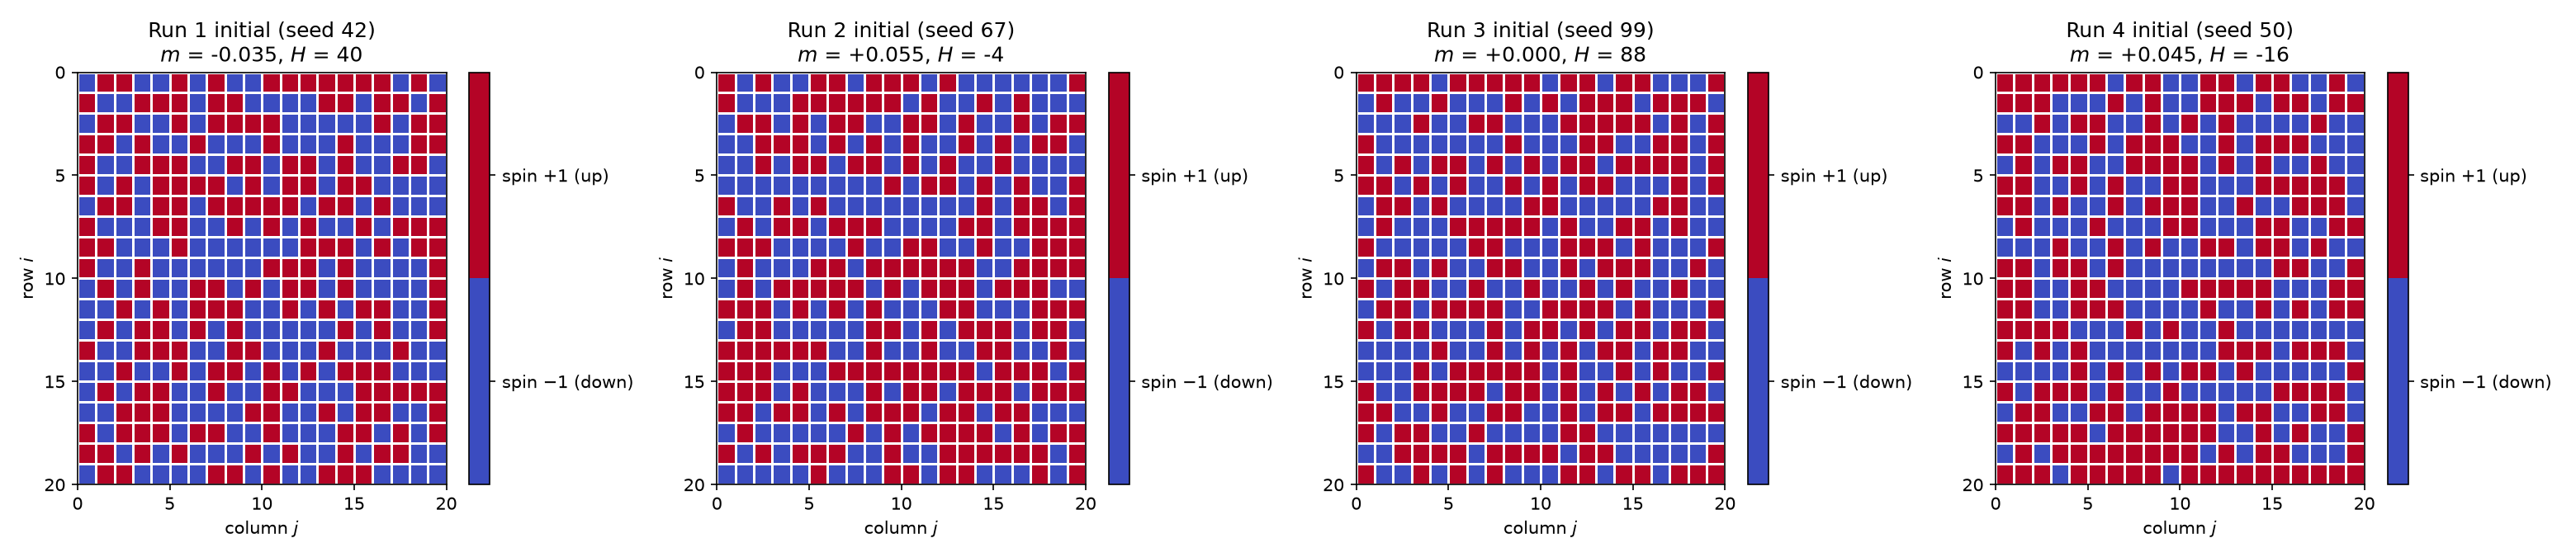 Run 1 initial (seed 42)
m = -0.035, H = 40
0
5
10
15
20
row i
0
5
10
15
20
column j
spin +1 (up)
spin −1 (down)
Run 2 initial (seed 67)
m = +0.055, H = -4
0
5
10
15
20
row i
0
5
10
15
20
column j
spin +1 (up)
spin −1 (down)
Run 3 initial (seed 99)
m = +0.000, H = 88
0
5
10
15
20
row i
0
5
10
15
20
column j
spin +1 (up)
spin −1 (down)
Run 4 initial (seed 50)
m = +0.045, H = -16
0
5
10
15
20
row i
0
5
10
15
20
column j
spin +1 (up)
spin −1 (down)